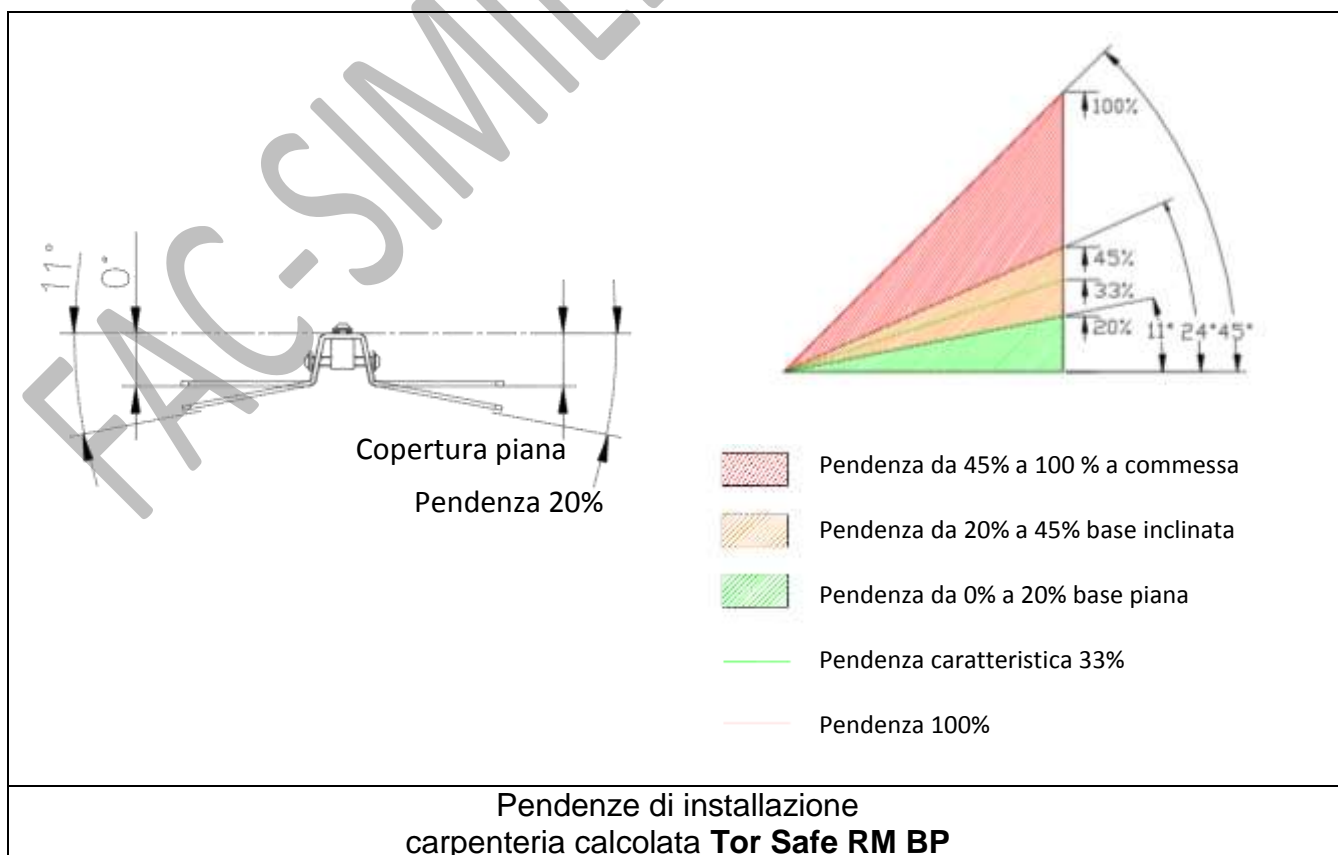 FAC-SIMILE
11°
0°
Copertura piana
Pendenza 20%
100%
45%
33%
20%
11° 24° 45°
Pendenza da 45% a 100 % a commessa
Pendenza da 20% a 45% base inclinata
Pendenza da 0% a 20% base piana
Pendenza caratteristica 33%
Pendenza 100%
Pendenze di installazione
carpenteria calcolata Tor Safe RM BP